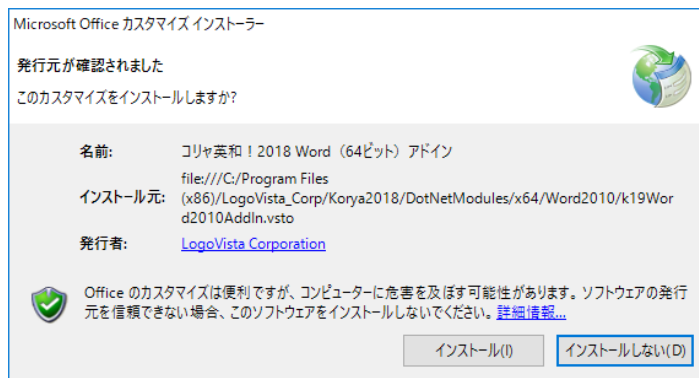 Microsoft Office カスタマイズ インストーラー
発行元が確認されました
このカスタマイズをインストールしますか?
名前: コリャ英和！2018 Word（64ビット）アドイン
file:///C:/Program Files
インストール元: (x86)/LogoVista_Corp/Korya2018/DotNetModules/x64/Word2010/k19Wor
d2010AddIn.vsto
発行者: LogoVista Corporation
Office のカスタマイズは便利ですが、コンピューターに危害を及ぼす可能性があります。ソフトウェアの発行
元を信頼できない場合、このソフトウェアをインストールしないでください。詳細情報...
インストール(I) インストールしない(D)